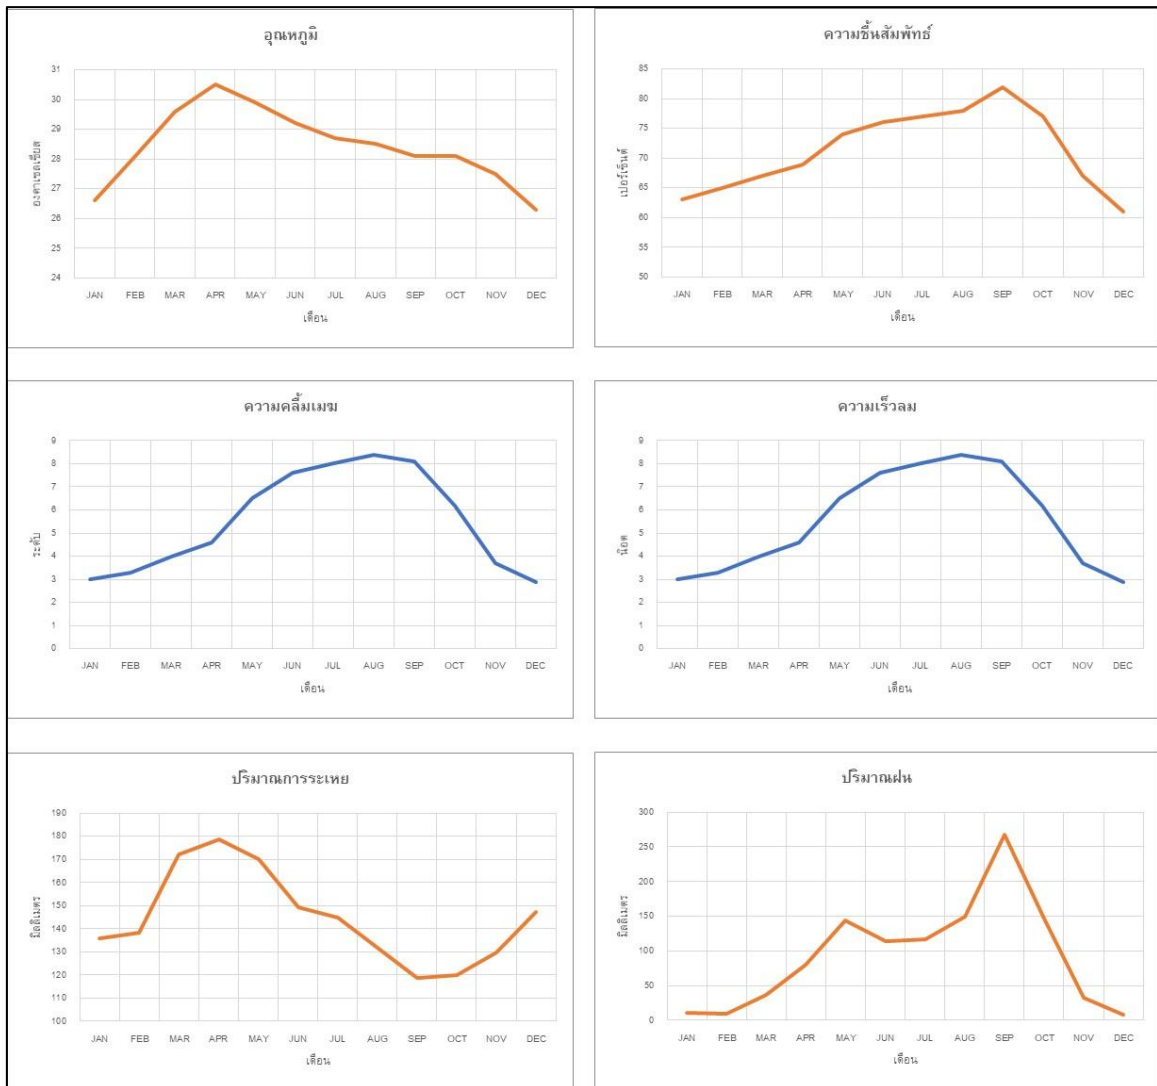 อุณหภูมิ
องศาเซลเซียส
31
30
29
28
27
26
25
24
JAN FEB MAR APR MAY JUN JUL AUG SEP OCT NOV DEC
เดือน
ความชื้นสัมพัทธ์
เปอร์เซ็นต์
85
80
75
70
65
60
55
50
JAN FEB MAR APR MAY JUN JUL AUG SEP OCT NOV DEC
เดือน
ความคลื้มเมฆ
ระดับ
9
8
7
6
5
4
3
2
1
0
JAN FEB MAR APR MAY JUN JUL AUG SEP OCT NOV DEC
เดือน
ความเร็วลม
น๊อต
9
8
7
6
5
4
3
2
1
0
JAN FEB MAR APR MAY JUN JUL AUG SEP OCT NOV DEC
เดือน
ปริมาณการระเหย
มิลลิเมตร
190
180
170
160
150
140
130
120
110
100
JAN FEB MAR APR MAY JUN JUL AUG SEP OCT NOV DEC
เดือน
ปริมาณฝน
มิลลิเมตร
300
250
200
150
100
50
0
JAN FEB MAR APR MAY JUN JUL AUG SEP OCT NOV DEC
เดือน